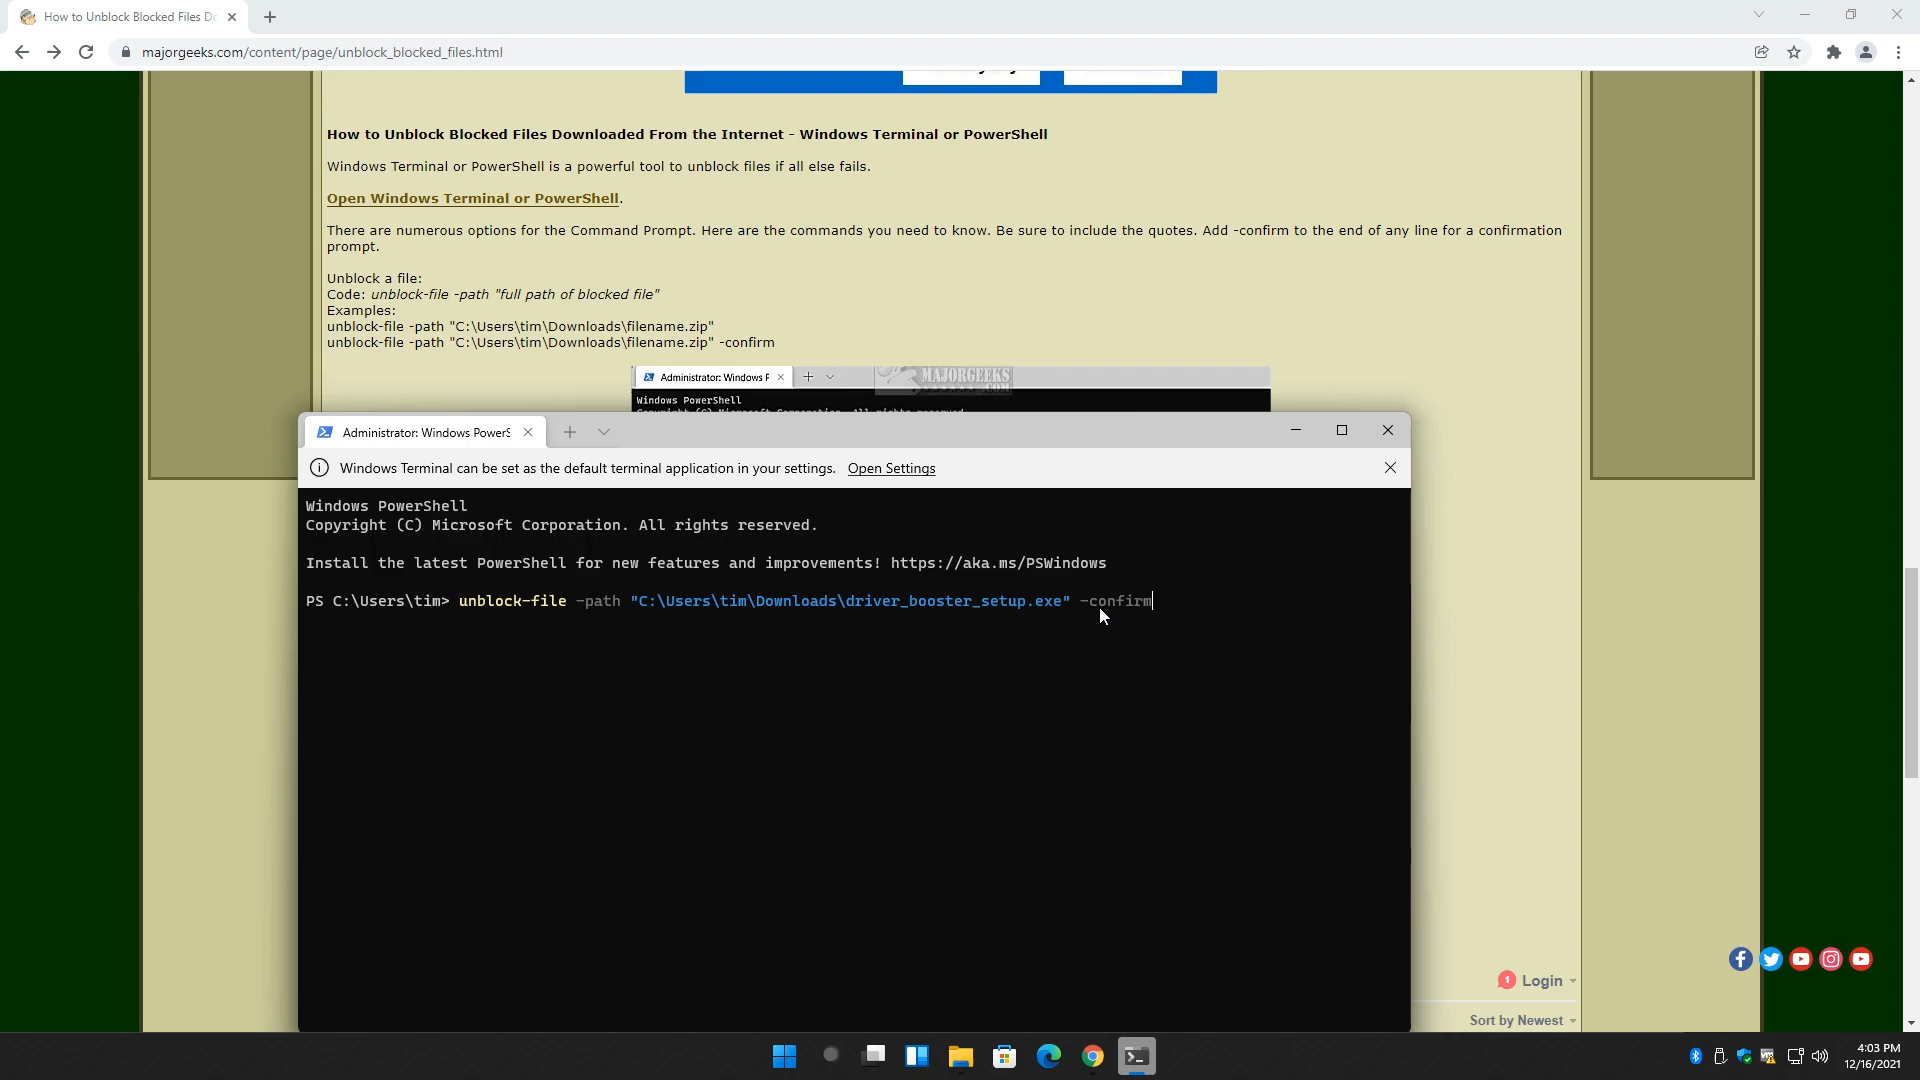 How to Unblock Blocked Files Do
majorgeeks.com/content/page/unblock_blocked_files.html
How to Unblock Blocked Files Downloaded From the Internet - Windows Terminal or PowerShell
Windows Terminal or PowerShell is a powerful tool to unblock files if all else fails.
Open Windows Terminal or PowerShell.
There are numerous options for the Command Prompt. Here are the commands you need to know. Be sure to include the quotes. Add -confirm to the end of any line for a confirmation
prompt.
Unblock a file:
Code: unblock-file -path "full path of blocked file"
Examples:
unblock-file -path "C:\Users\tim\Downloads\filename.zip"
unblock-file -path "C:\Users\tim\Downloads\filename.zip" -confirm
Administrator: Windows P
MAJORGEEKS
.COM
Windows PowerShell
Copyright (C) Microsoft Corporation. All rights reserved.
Administrator: Windows PowerS
Windows Terminal can be set as the default terminal application in your settings. Open Settings
Windows PowerShell
Copyright (C) Microsoft Corporation. All rights reserved.
Install the latest PowerShell for new features and improvements! https://aka.ms/PSWindows
PS C:\Users\tim> unblock-file -path "C:\Users\tim\Downloads\driver_booster_setup.exe" -confirm
1 Login
Sort by Newest
4:03 PM
12/16/2021